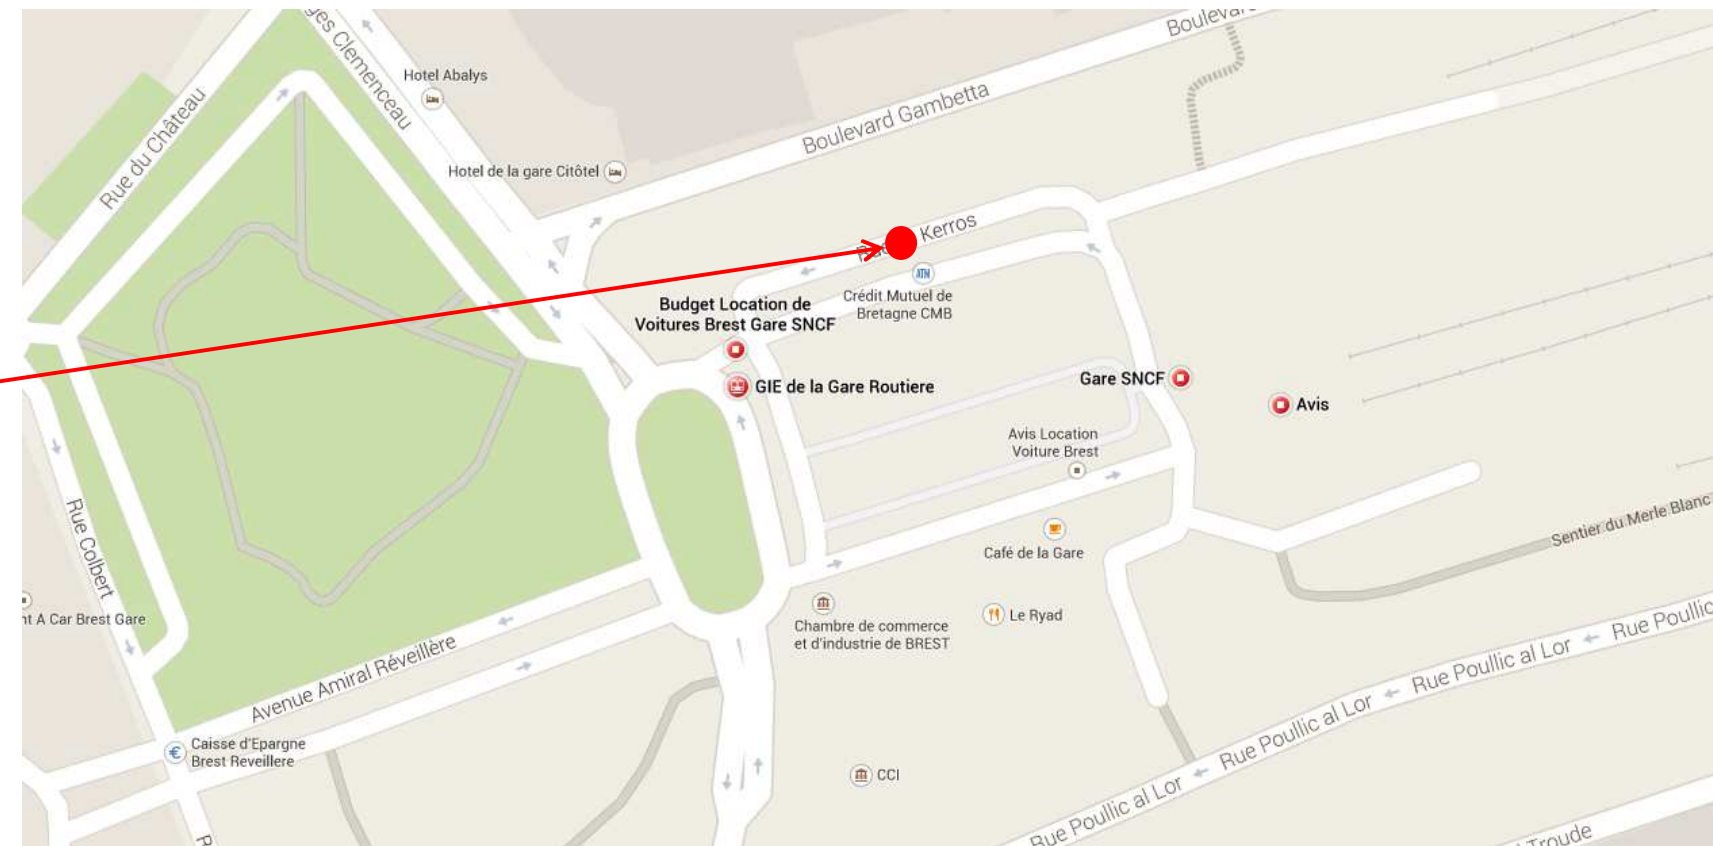 Boulevard
ges Clemenceau
Hotel Abalys
Rue du Château
Boulevard Gambetta
Hotel de la gare Citôtel
Kerros
ATM
Crédit Mutuel de
Bretagne CMB
Budget Location de
Voitures Brest Gare SNCF
GIE de la Gare Routiere
Gare SNCF
Avis
Avis Location
Voiture Brest
Rue Colbert
Sentier du Merle Blanc
Café de la Gare
nt A Car Brest Gare
Chambre de commerce
et d'industrie de BREST
Le Ryad
Rue Poullic
Rue Poullic al Lor
Avenue Amiral Réveillère
Caisse d'Epargne
Brest Reveillere
€
CCI
Rue Poullic al Lor
Rue Poullic al Lor
Troude
R